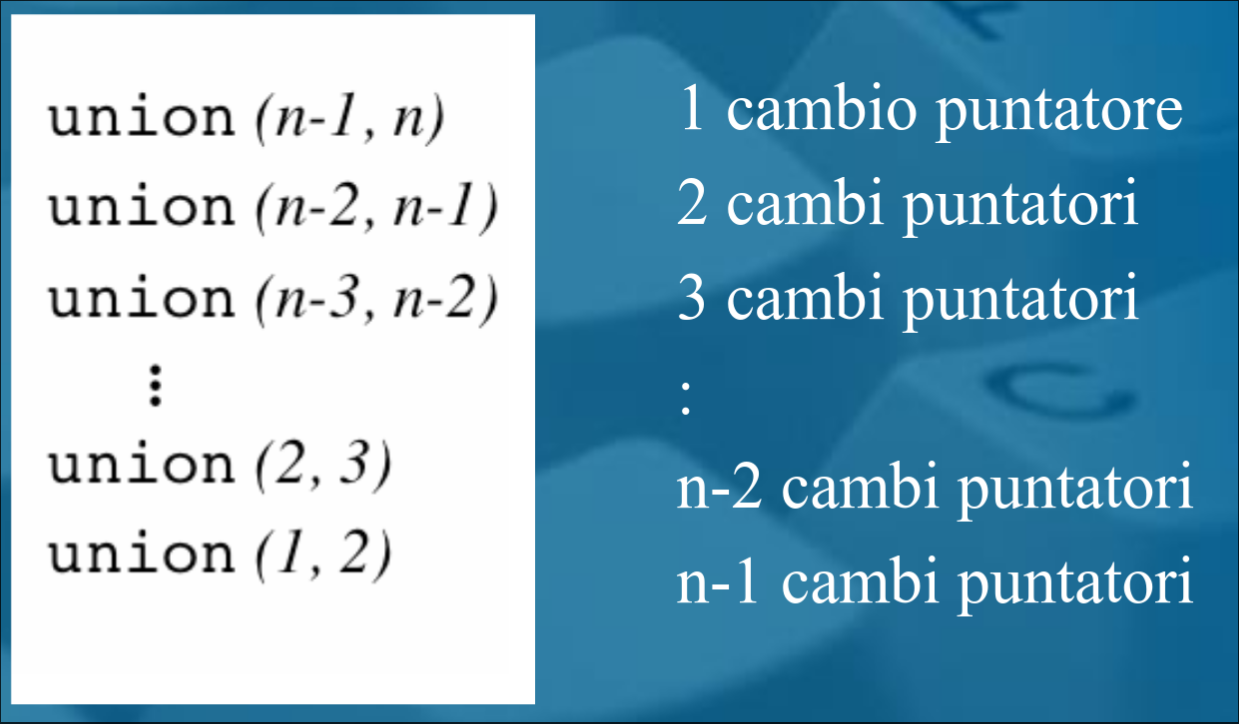 union (n-1, n)
union (n-2, n-1)
union (n-3, n-2)
⋮
union (2, 3)
union (1, 2)
1 cambio puntatore
2 cambi puntatori
3 cambi puntatori
:
n-2 cambi puntatori
n-1 cambi puntatori